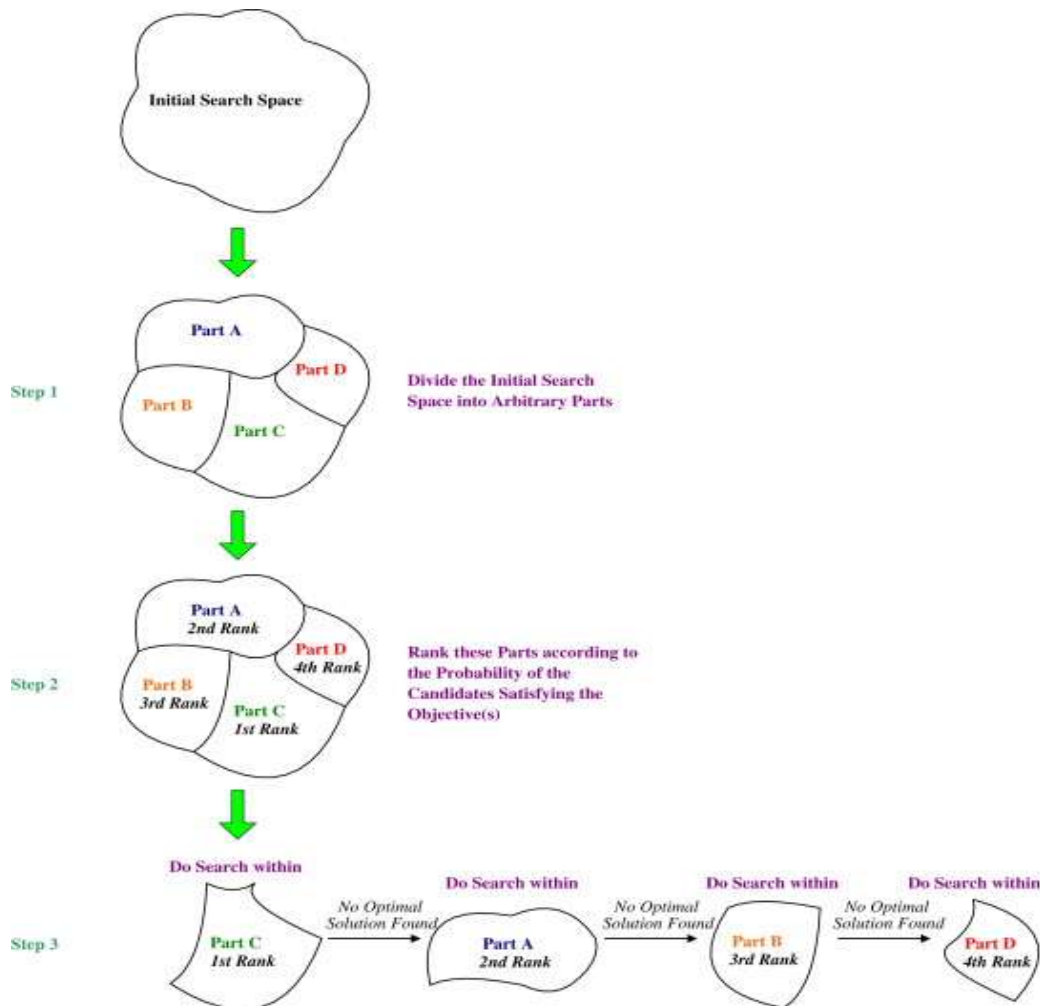 Initial Search Space
Part A
Part D
Part B
Part C
Step 1
Divide the Initial Search
Space into Arbitrary Parts
Part A
2nd Rank
Part D
4th Rank
Part B
3rd Rank
Part C
1st Rank
Step 2
Rank these Parts according to
the Probability of the
Candidates Satisfying the
Objective(s)
Step 3
Do Search within
Part C
1st Rank
No Optimal
Solution Found
Do Search within
Part A
2nd Rank
No Optimal
Solution Found
Do Search within
Part B
3rd Rank
No Optimal
Solution Found
Do Search within
Part D
4th Rank